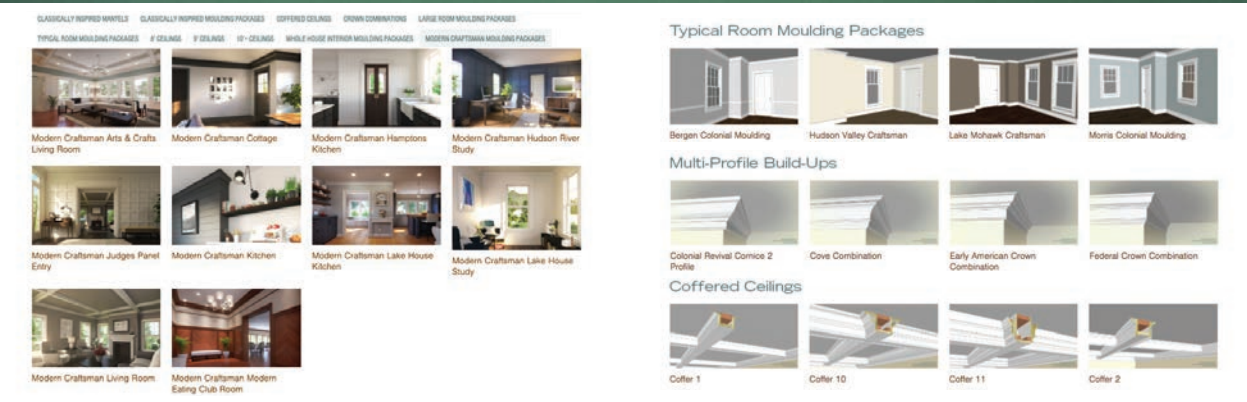 CLASSICALLY INSPIRED MANTELS CLASSICALLY INSPIRED MOULDING PACKAGES COFFERED CEILINGS CROWN COMBINATIONS LARGE ROOM MOULDING PACKAGES
TYPICAL ROOM MOULDING PACKAGES 8' CEILINGS 9' CEILINGS 10'+ CEILINGS WHOLE HOUSE INTERIOR MOULDING PACKAGES MODERN CRAFTSMAN MOULDING PACKAGES
Modern Craftsman Arts & Crafts
Living Room
Modern Craftsman Cottage
Modern Craftsman Hamptons
Kitchen
Modern Craftsman Hudson River
Study
Modern Craftsman Judges Panel
Entry
Modern Craftsman Kitchen
Modern Craftsman Lake House
Kitchen
Modern Craftsman Lake House
Study
Modern Craftsman Living Room
Modern Craftsman Modern
Eating Club Room
Typical Room Moulding Packages
Bergen Colonial Moulding
Hudson Valley Craftsman
Lake Mohawk Craftsman
Morris Colonial Moulding
Multi-Profile Build-Ups
Colonial Revival Cornice 2
Profile
Cove Combination
Early American Crown
Combination
Federal Crown Combination
Coffered Ceilings
Coffer 1
Coffer 10
Coffer 11
Coffer 2